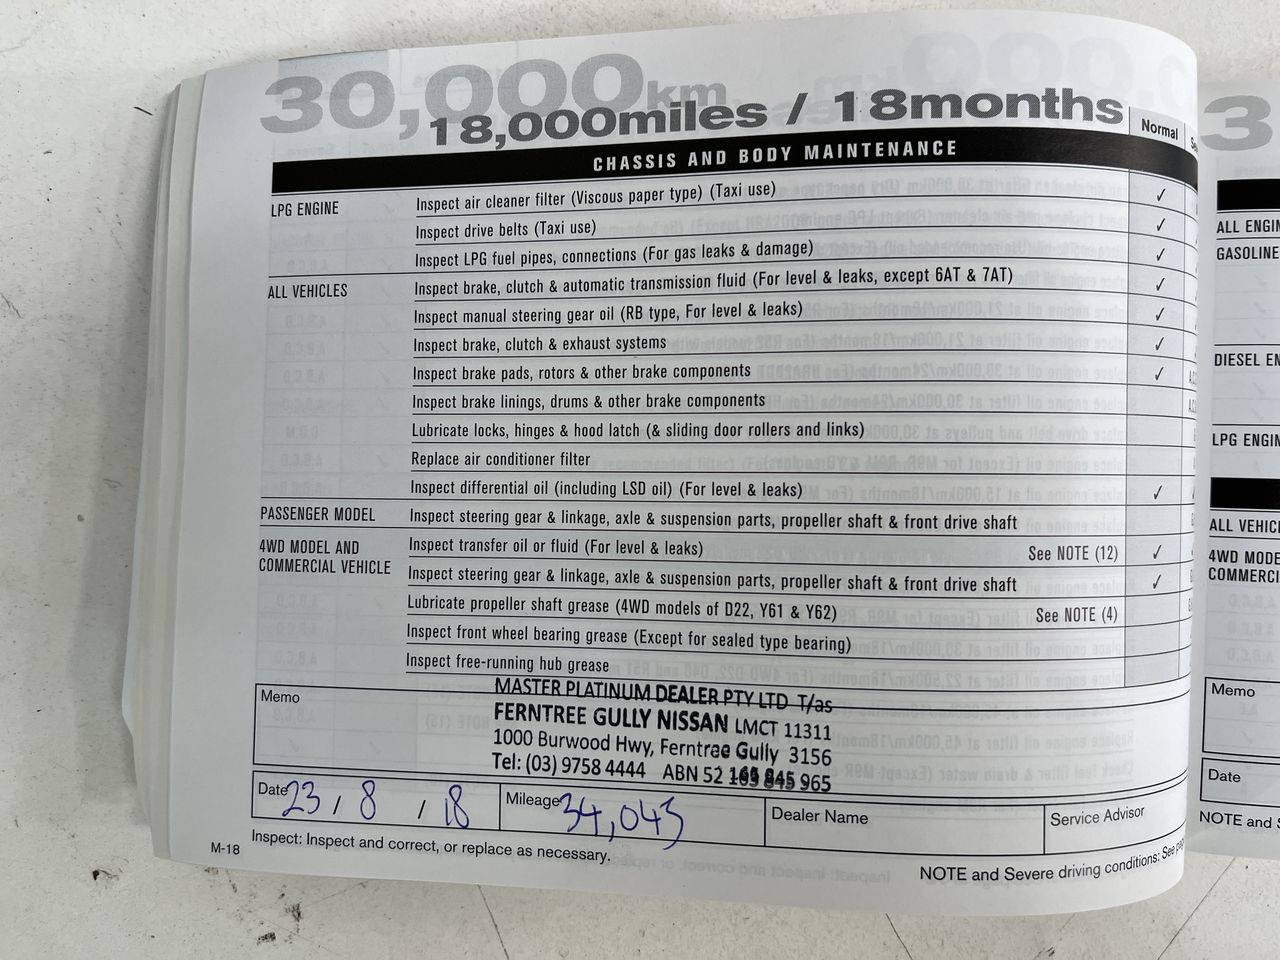 30,000km
18,000miles / 18months
Normal
CHASSIS AND BODY MAINTENANCE
LPG ENGINE
Inspect air cleaner filter (Viscous paper type) (Taxi use) ✓
Inspect drive belts (Taxi use) ✓
Inspect LPG fuel pipes, connections (For gas leaks & damage) ✓
ALL VEHICLES
Inspect brake, clutch & automatic transmission fluid (For level & leaks, except 6AT & 7AT) ✓
Inspect manual steering gear oil (RB type, For level & leaks) ✓
Inspect brake, clutch & exhaust systems ✓
Inspect brake pads, rotors & other brake components ✓
Inspect brake linings, drums & other brake components
Lubricate locks, hinges & hood latch (& sliding door rollers and links)
Replace air conditioner filter
Inspect differential oil (including LSD oil) (For level & leaks) ✓
PASSENGER MODEL
Inspect steering gear & linkage, axle & suspension parts, propeller shaft & front drive shaft
4WD MODEL AND
COMMERCIAL VEHICLE
Inspect transfer oil or fluid (For level & leaks) See NOTE (12) ✓
Inspect steering gear & linkage, axle & suspension parts, propeller shaft & front drive shaft ✓
Lubricate propeller shaft grease (4WD models of D22, Y61 & Y62) See NOTE (4)
Inspect front wheel bearing grease (Except for sealed type bearing)
Inspect free-running hub grease
Memo
MASTER PLATINUM DEALER PTY LTD T/as
FERNTREE GULLY NISSAN LMCT 11311
1000 Burwood Hwy, Ferntree Gully 3156
Tel: (03) 9758 4444 ABN 52 165 845 965
Date 23 / 8 / 18
Mileage 34,043
Dealer Name
Service Advisor
M-18
Inspect: Inspect and correct, or replace as necessary.
NOTE and Severe driving conditions: See
3
ALL ENGIN
GASOLINE
DIESEL EN
LPG ENGIN
ALL VEHIC
4WD MODE
COMMERC
Memo
Date
NOTE and